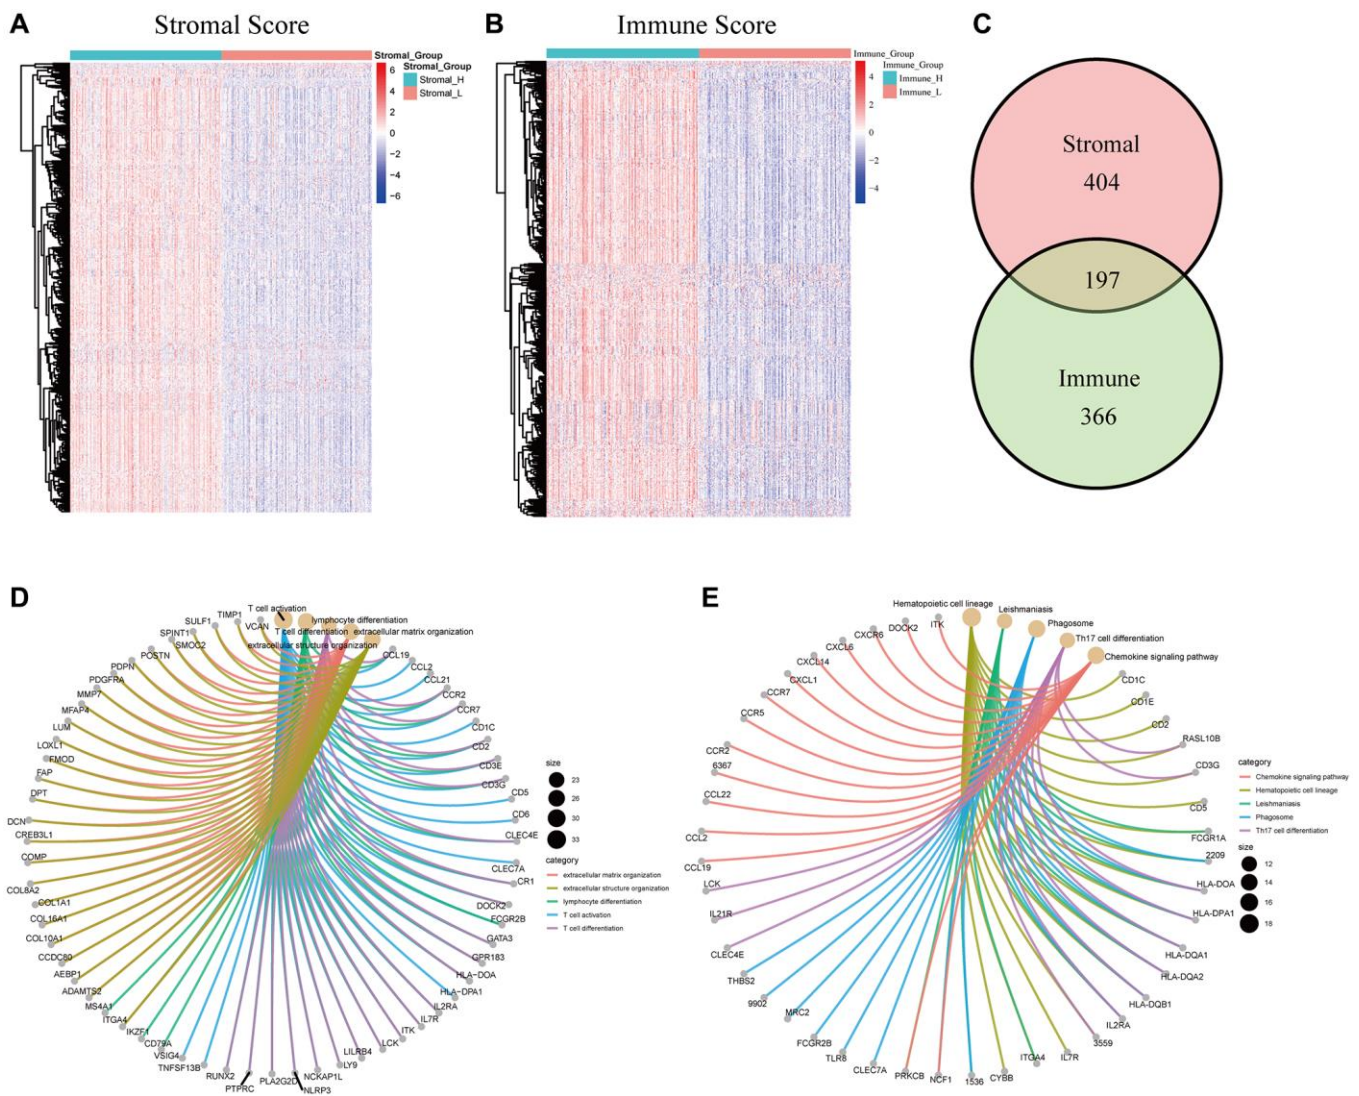 A
Stromal Score
Stromal_Group
6
4
2
0
−2
−4
−6
Stromal_Group
Stromal_H
Stromal_L
B
Immune Score
Immune_Group
4
2
0
−2
−4
Immune_Group
Immune_H
Immune_L
C
Stromal
404
197
Immune
366
D
T cell activation
lymphocyte differentiation
T cell differentiation
extracellular matrix organization
extracellular structure organization
VCAN
TIMP1
SULF1
SPINT1
SMOC2
POSTN
PDPN
PDGFRA
MMP7
MFAP4
LUM
LOXL1
FMOD
FAP
DPT
DCN
CREB3L1
COMP
COL8A2
COL1A1
COL16A1
COL10A1
CCDC80
AEBP1
ADAMTS2
MS4A1
ITGA4
IKZF1
CD79A
VSIG4
TNFSF13B
RUNX2
PTPRC
PLA2G2D
NLRP3
NCKAP1L
LY9
LILRB4
LCK
ITK
IL7R
IL2RA
HLA−DPA1
HLA−DOA
GPR183
GATA3
FCGR2B
DOCK2
CR1
CLEC7A
CLEC4E
CD6
CD5
CD3G
CD3E
CD2
CD1C
CCR7
CCR2
CCL21
CCL2
CCL19
size
23
26
30
33
category
extracellular matrix organization
extracellular structure organization
lymphocyte differentiation
T cell activation
T cell differentiation
E
Hematopoietic cell lineage
Leishmaniasis
Phagosome
Th17 cell differentiation
Chemokine signaling pathway
ITK
DOCK2
CXCR6
CXCL6
CXCL14
CXCL1
CCR7
CCR5
CCR2
6367
CCL22
CCL2
CCL19
LCK
IL21R
CLEC4E
THBS2
9902
MRC2
FCGR2B
TLR8
CLEC7A
PRKCB
NCF1
1536
CYBB
ITGA4
IL7R
3559
IL2RA
HLA−DQB1
HLA−DQA2
HLA−DQA1
HLA−DPA1
HLA−DOA
2209
FCGR1A
CD5
CD3G
RASL10B
CD2
CD1E
CD1C
category
Chemokine signaling pathway
Hematopoietic cell lineage
Leishmaniasis
Phagosome
Th17 cell differentiation
size
12
14
16
18